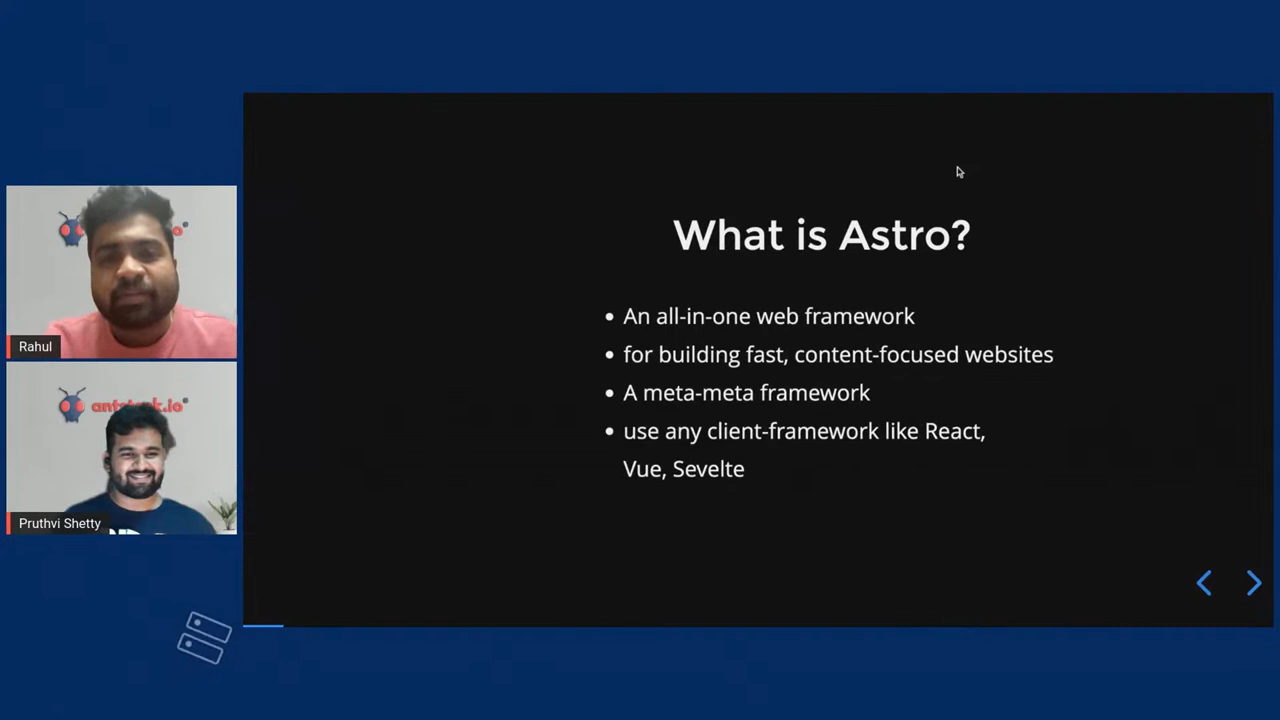 What is Astro?
An all-in-one web framework
for building fast, content-focused websites
A meta-meta framework
use any client-framework like React,
Vue, Sevelte
Rahul
Pruthvi Shetty